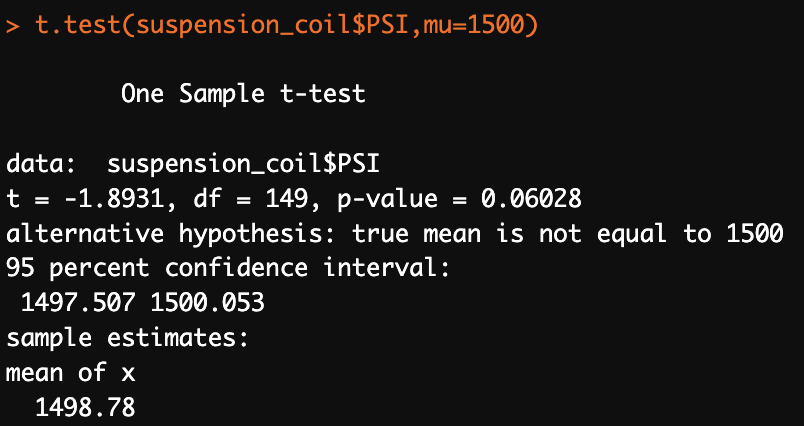 > t.test(suspension_coil$PSI,mu=1500)
One Sample t-test
data:  suspension_coil$PSI
t = -1.8931, df = 149, p-value = 0.06028
alternative hypothesis: true mean is not equal to 1500
95 percent confidence interval:
1497.507 1500.053
sample estimates:
mean of x
1498.78